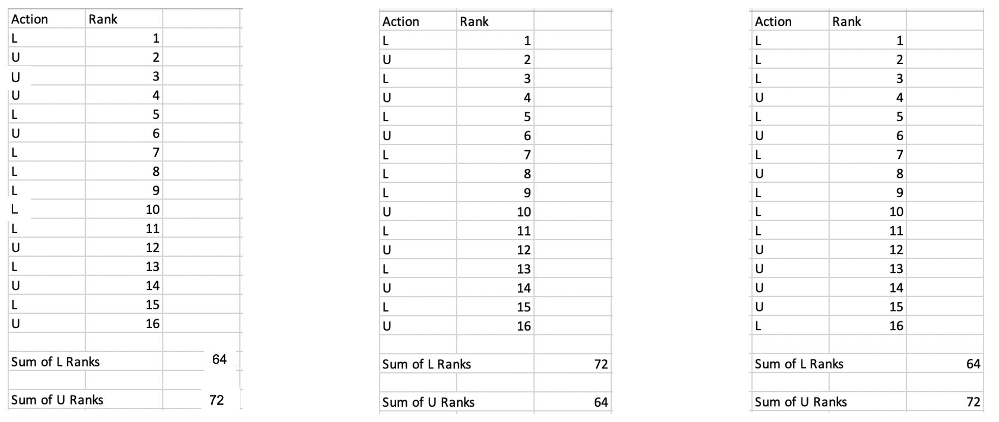 Action Rank
L 1
U 2
U 3
U 4
L 5
U 6
L 7
L 8
L 9
L 10
L 11
U 12
L 13
U 14
L 15
U 16
Sum of L Ranks 64
Sum of U Ranks 72
Action Rank
L 1
U 2
L 3
U 4
L 5
U 6
L 7
L 8
L 9
U 10
L 11
U 12
L 13
U 14
L 15
U 16
Sum of L Ranks 72
Sum of U Ranks 64
Action Rank
L 1
L 2
L 3
U 4
L 5
U 6
L 7
U 8
L 9
L 10
L 11
U 12
U 13
U 14
U 15
L 16
Sum of L Ranks 64
Sum of U Ranks 72